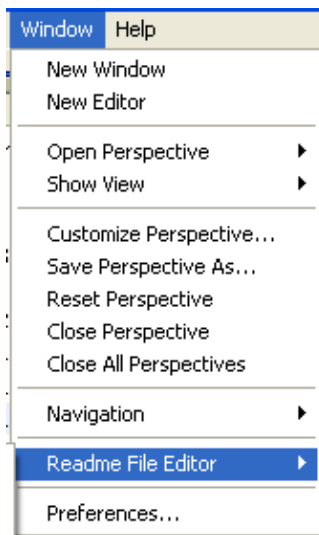 Window Help
New Window
New Editor
Open Perspective
Show View
Customize Perspective...
Save Perspective As...
Reset Perspective
Close Perspective
Close All Perspectives
Navigation
Readme File Editor
Preferences...